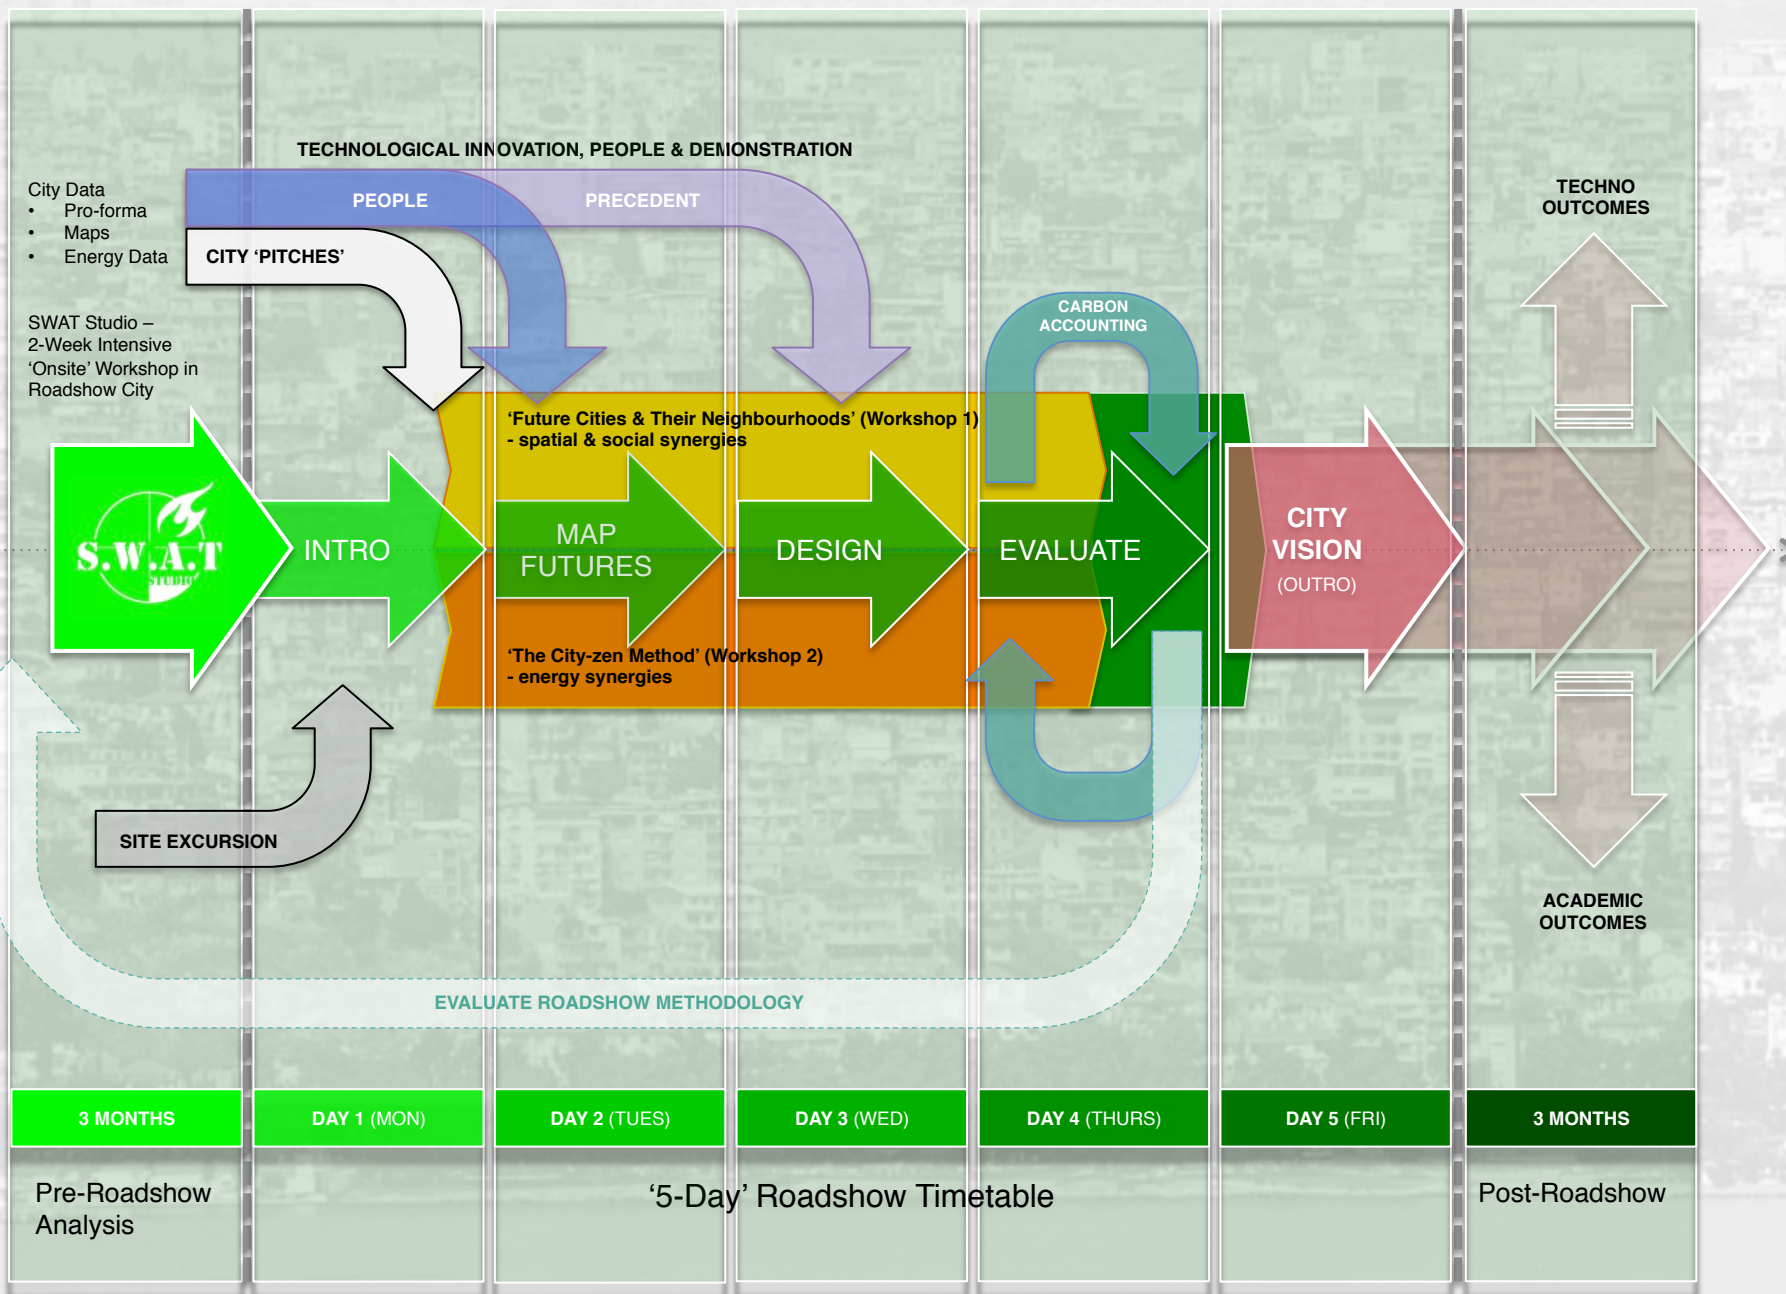 TECHNOLOGICAL INNOVATION, PEOPLE & DEMONSTRATION
City Data
• Pro-forma
• Maps
• Energy Data
PEOPLE
PRECEDENT
CITY ‘PITCHES’
TECHNO
OUTCOMES
SWAT Studio –
2-Week Intensive
‘Onsite’ Workshop in
Roadshow City
CARBON
ACCOUNTING
‘Future Cities & Their Neighbourhoods’ (Workshop 1)
- spatial & social synergies
S.W.A.T
STUDIO
INTRO
MAP
FUTURES
DESIGN
EVALUATE
CITY
VISION
(OUTRO)
‘The City-zen Method’ (Workshop 2)
- energy synergies
SITE EXCURSION
ACADEMIC
OUTCOMES
EVALUATE ROADSHOW METHODOLOGY
3 MONTHS
DAY 1 (MON)
DAY 2 (TUES)
DAY 3 (WED)
DAY 4 (THURS)
DAY 5 (FRI)
3 MONTHS
Pre-Roadshow
Analysis
‘5-Day’ Roadshow Timetable
Post-Roadshow